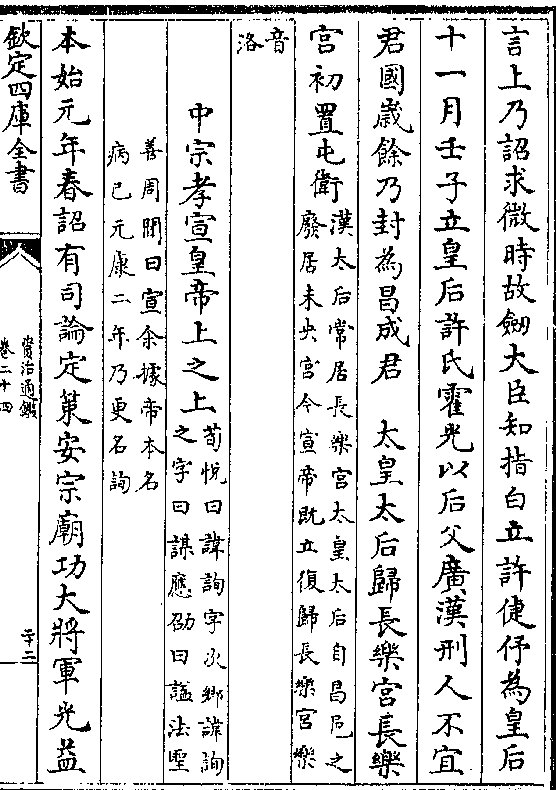 言上乃詔求微時故劒大臣知指白立許倢伃為皇后
十一月壬子立皇后許氏霍光以后父廣漢刑人不宜
君國歲餘乃封為昌成君　太皇太后歸長樂宮長樂
宮初置屯衛漢太后常居長樂宮太皇太后自昌邑之
廢居未央宮今宣帝既立復歸長樂宮樂
音
洛
中宗孝宣皇帝上之上荀悦曰諱詢字次卿諱詢
之字曰謀應劭曰諡法聖
善周聞曰宣余據帝本名
病已元康二年乃更名詢
本始元年春詔有司論定策安宗廟功大將軍光益
欽定四庫全書
資治通鑑
卷二十四